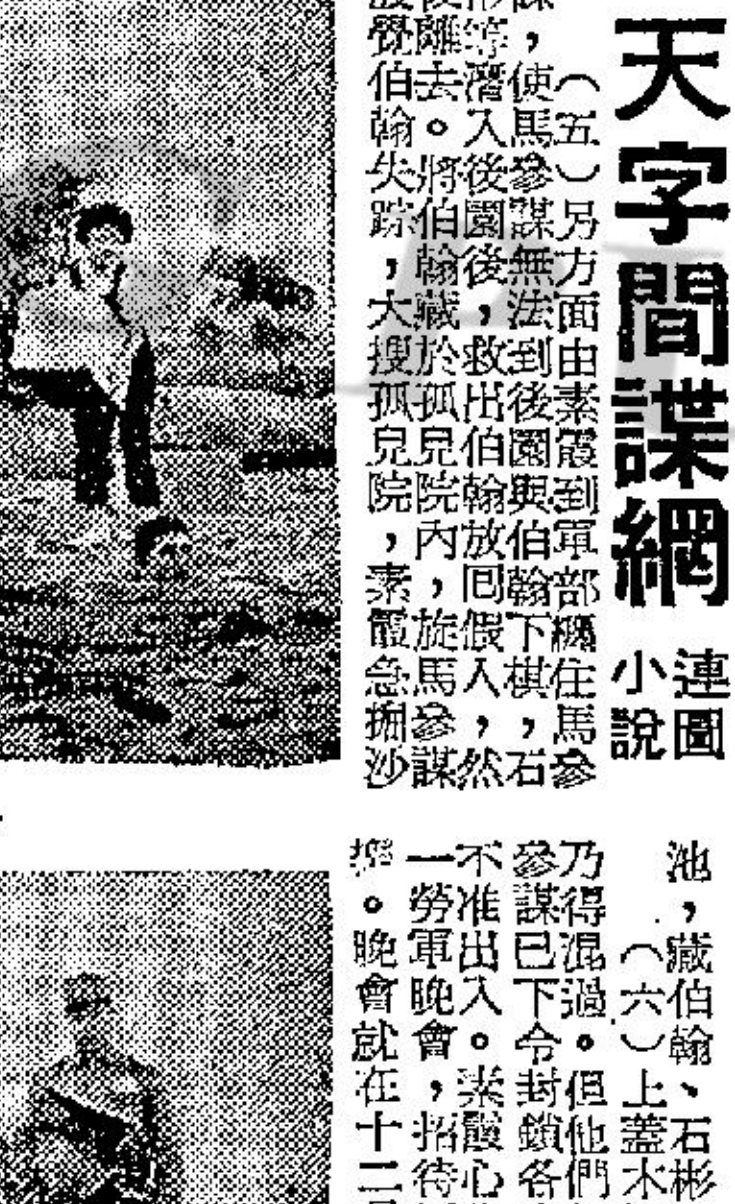 天字間諜網
連圖
小說
（五）另方面由素霞到軍部纏住馬參
使馬參謀無法到後園與伯翰下棋，石
潛入後園後，救出伯翰放回假人，然
離去。將伯翰藏於孤兒院內，旋馬參謀
覺伯翰失踪，大搜孤兒院，素霞急掘沙
池，藏伯翰、石彬
（六）上蓋木
乃得混過。但他們
參謀已下令封鎖各
不准出入。素霞心
一勞軍晚會，招待
。晚會就在十二